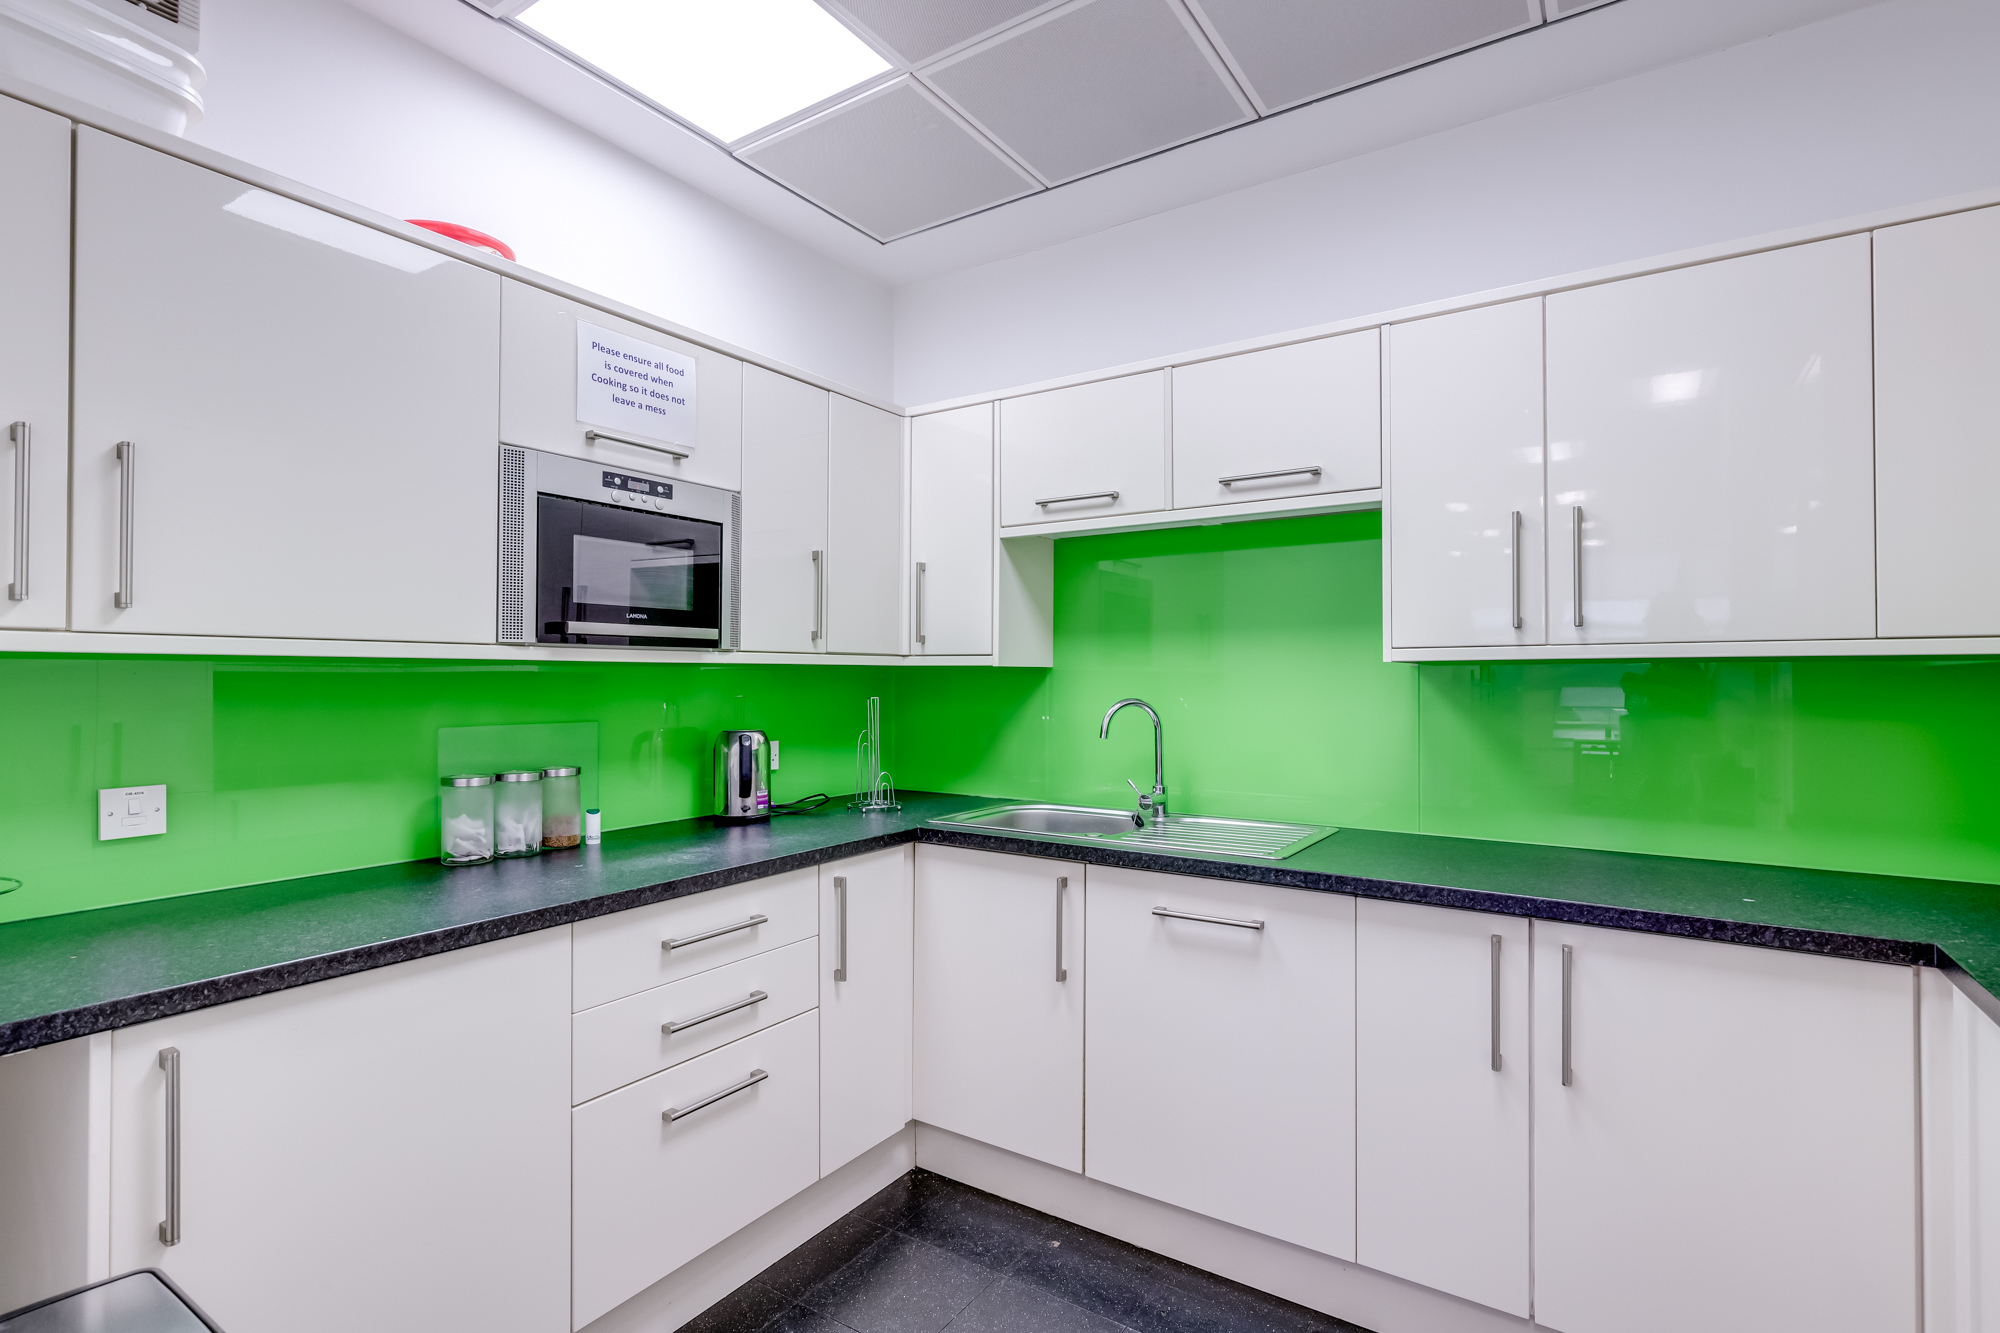 Please ensure all food
is covered when
Cooking so it does not
leave a mess
LAMONA